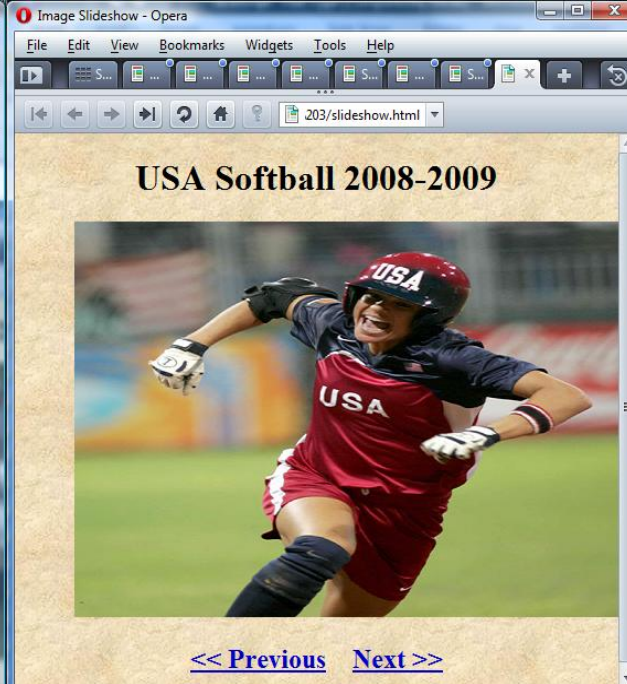 Image Slideshow - Opera
File Edit View Bookmarks Widgets Tools Help
S... ... ... ... ... S... ... S...
203/slideshow.html
USA Softball 2008-2009
USA
USA
<< Previous Next >>